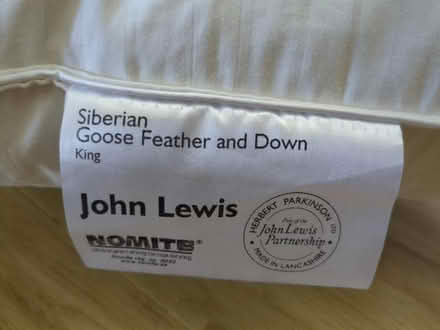 Siberian
Goose Feather and Down
King
John Lewis
NOMITE®
HERBERT PARKINSON LTD
Part of the
John Lewis
Partnership
MADE IN LANCASHIRE